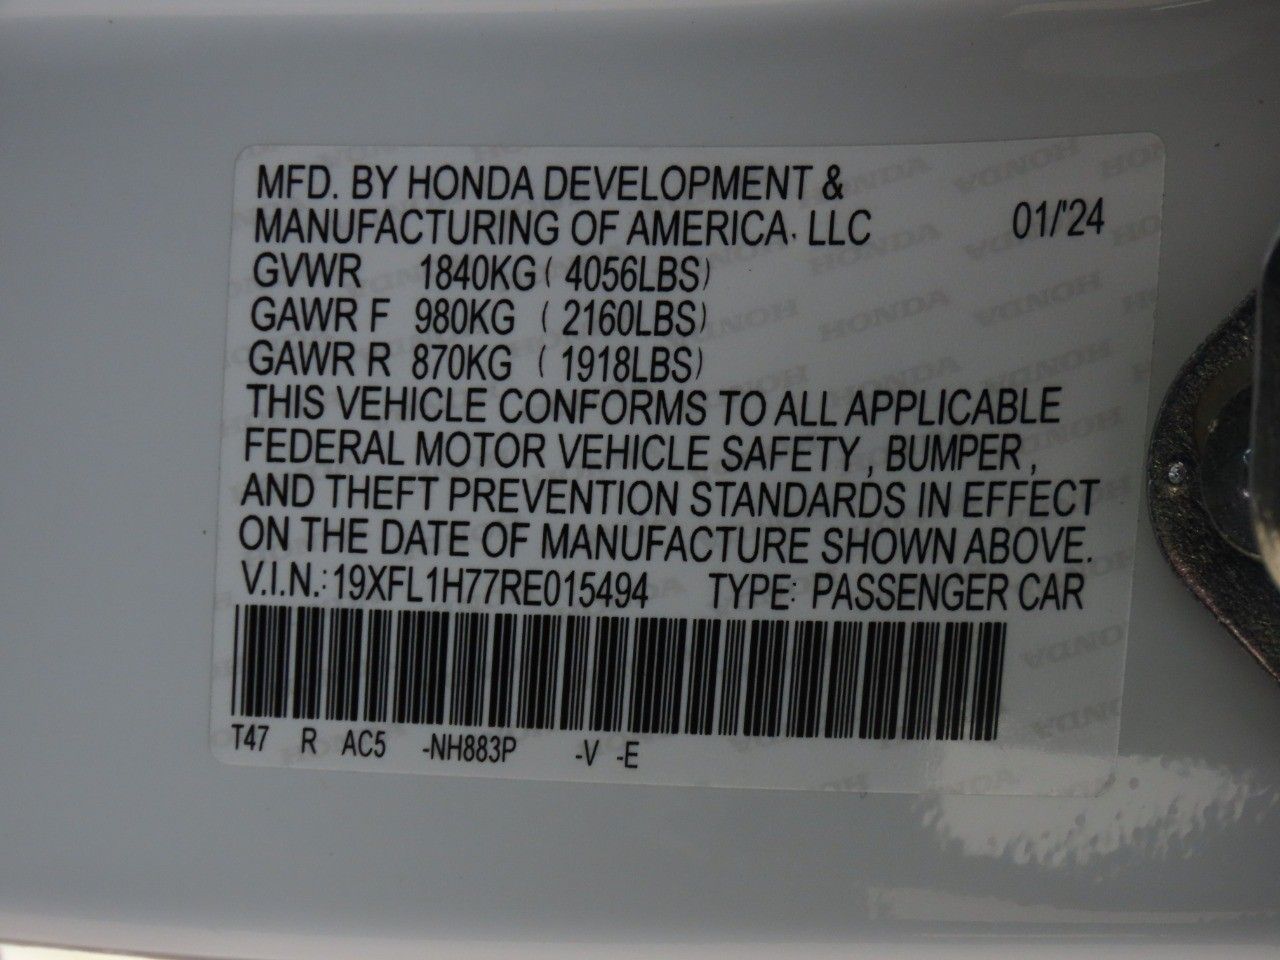 MFD. BY HONDA DEVELOPMENT &
MANUFACTURING OF AMERICA, LLC 01/'24
GVWR 1840KG ( 4056LBS)
GAWR F 980KG ( 2160LBS)
GAWR R 870KG ( 1918LBS)
THIS VEHICLE CONFORMS TO ALL APPLICABLE
FEDERAL MOTOR VEHICLE SAFETY , BUMPER ,
AND THEFT PREVENTION STANDARDS IN EFFECT
ON THE DATE OF MANUFACTURE SHOWN ABOVE.
V.I.N.: 19XFL1H77RE015494 TYPE: PASSENGER CAR
T47 R AC5 -NH883P -V -E